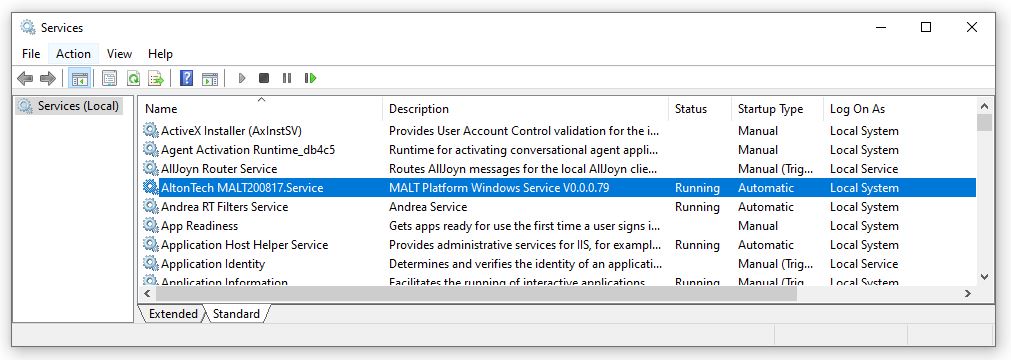 Services
File Action View Help
Services (Local)
Name Description Status Startup Type Log On As
ActiveX Installer (AxInstSV) Provides User Account Control validation for the i... Manual Local System
Agent Activation Runtime_db4c5 Runtime for activating conversational agent appli... Manual Local System
AllJoyn Router Service Routes AllJoyn messages for the local AllJoyn clie... Manual (Trig... Local Service
AltonTech MALT200817.Service MALT Platform Windows Service V0.0.0.79 Running Automatic Local System
Andrea RT Filters Service Andrea Service Running Automatic Local System
App Readiness Gets apps ready for use the first time a user signs i... Manual Local System
Application Host Helper Service Provides administrative services for IIS, for exampl... Running Automatic Local System
Application Identity Determines and verifies the identity of an applicati... Manual (Trig... Local Service
Application Information Facilitates the running of interactive applications Running Manual (Trig... Local System
Extended Standard